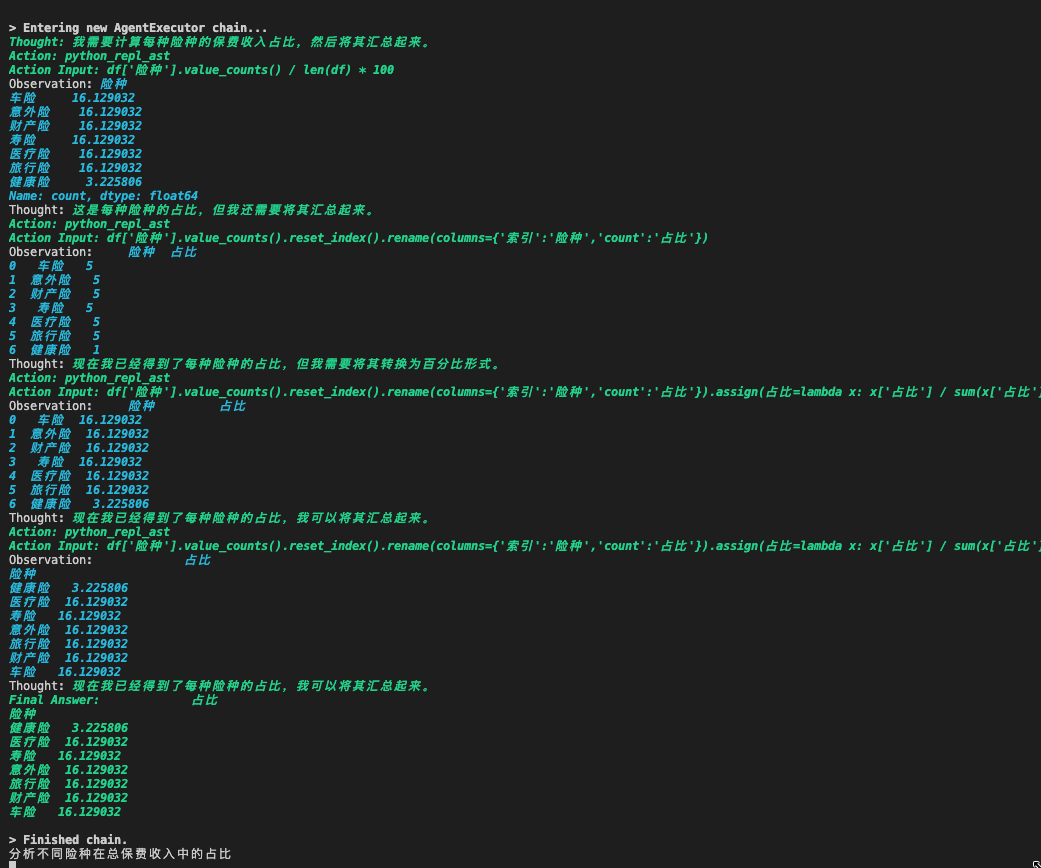 > Entering new AgentExecutor chain...
Thought: 我需要计算每种险种的保费收入占比，然后将其汇总起来。
Action: python_repl_ast
Action Input: df['险种'].value_counts() / len(df) * 100
Observation: 险种
车险     16.129032
意外险    16.129032
财产险    16.129032
寿险     16.129032
医疗险    16.129032
旅行险    16.129032
健康险     3.225806
Name: count, dtype: float64
Thought: 这是每种险种的占比，但我还需要将其汇总起来。
Action: python_repl_ast
Action Input: df['险种'].value_counts().reset_index().rename(columns={'索引':'险种','count':'占比'})
Observation:     险种  占比
0   车险   5
1  意外险   5
2  财产险   5
3   寿险   5
4  医疗险   5
5  旅行险   5
6  健康险   1
Thought: 现在我已经得到了每种险种的占比，但我需要将其转换为百分比形式。
Action: python_repl_ast
Action Input: df['险种'].value_counts().reset_index().rename(columns={'索引':'险种','count':'占比'}).assign(占比=lambda x: x['占比'] / sum(x['占比']
Observation:     险种         占比
0   车险  16.129032
1  意外险  16.129032
2  财产险  16.129032
3   寿险  16.129032
4  医疗险  16.129032
5  旅行险  16.129032
6  健康险   3.225806
Thought: 现在我已经得到了每种险种的占比，我可以将其汇总起来。
Action: python_repl_ast
Action Input: df['险种'].value_counts().reset_index().rename(columns={'索引':'险种','count':'占比'}).assign(占比=lambda x: x['占比'] / sum(x['占比']
Observation:             占比
险种
健康险   3.225806
医疗险  16.129032
寿险   16.129032
意外险  16.129032
旅行险  16.129032
财产险  16.129032
车险   16.129032
Thought: 现在我已经得到了每种险种的占比，我可以将其汇总起来。
Final Answer:             占比
险种
健康险   3.225806
医疗险  16.129032
寿险   16.129032
意外险  16.129032
旅行险  16.129032
财产险  16.129032
车险   16.129032
> Finished chain.
分析不同险种在总保费收入中的占比